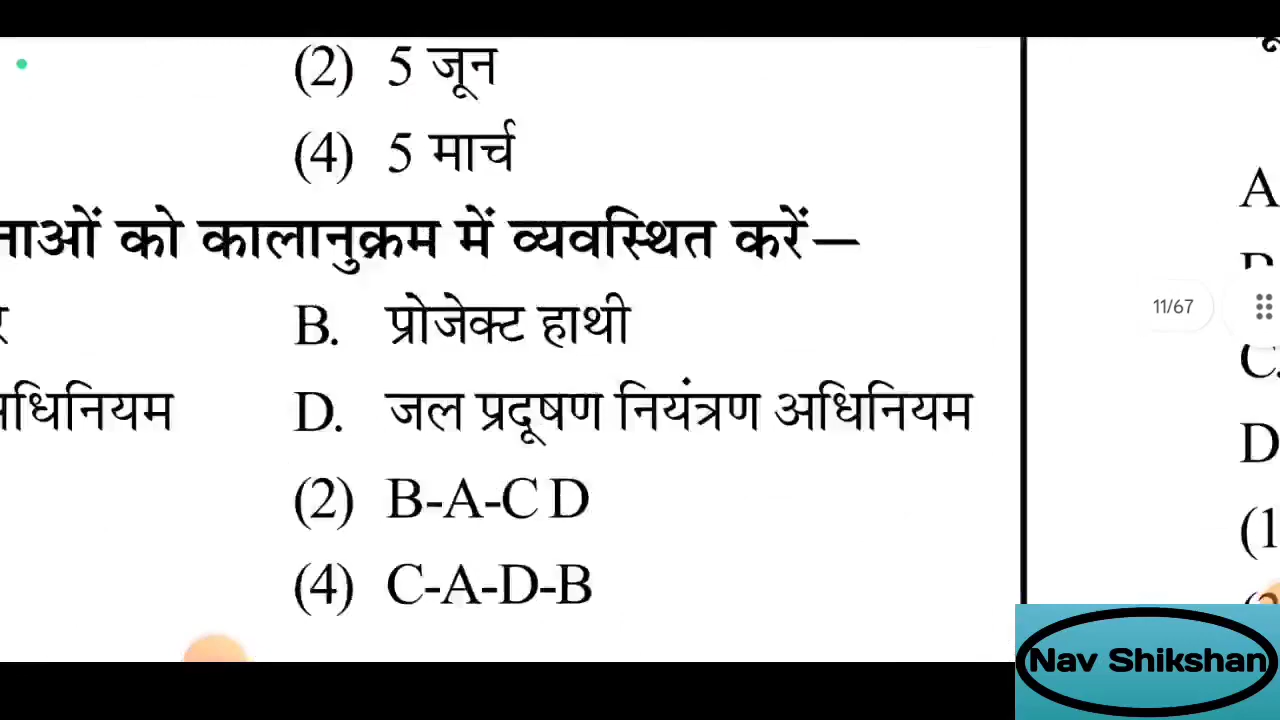 (2) 5 जून
(4) 5 मार्च
को कालानुक्रम में व्यवस्थित करें—
B. प्रोजेक्ट हाथी
D. जल प्रदूषण नियंत्रण अधिनियम
(2) B-A-C D
(4) C-A-D-B
A
11/67
C.
D
(1
Nav Shikshan